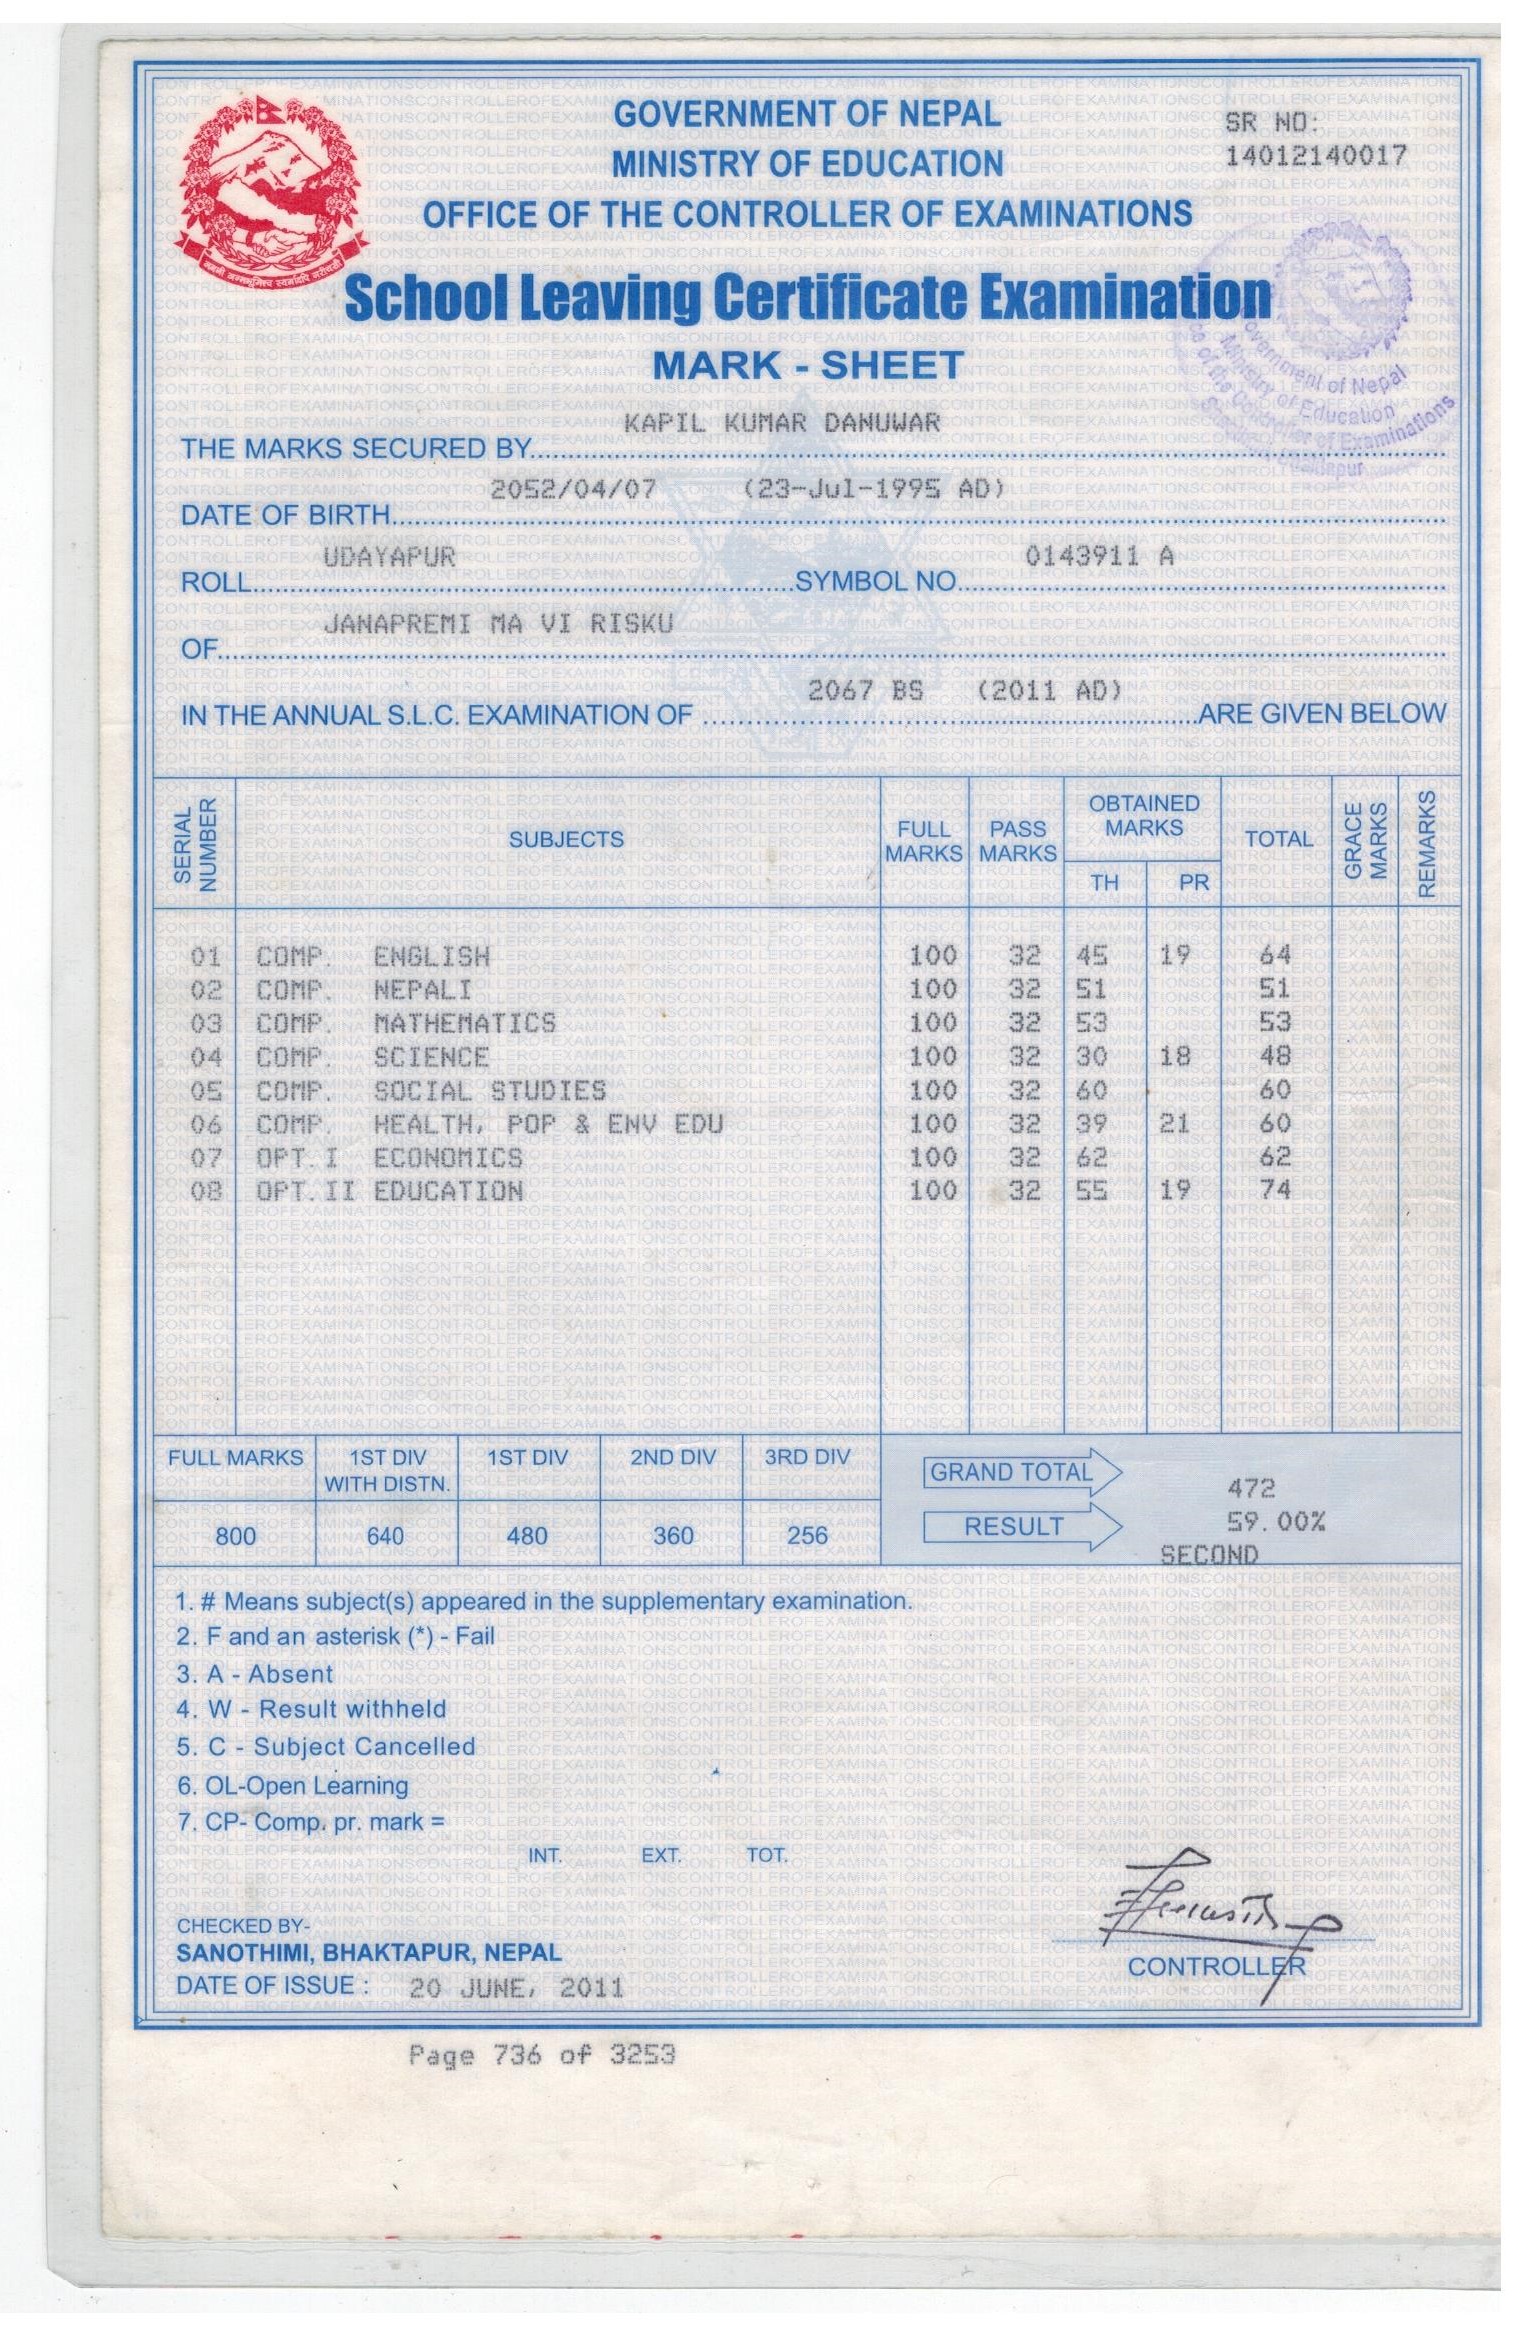 GOVERNMENT OF NEPAL
MINISTRY OF EDUCATION
OFFICE OF THE CONTROLLER OF EXAMINATIONS
SR NO:
14012140017
School Leaving Certificate Examination
MARK - SHEET
Government of Nepal
Ministry of Education
Controller of Examinations
KAPIL KUMAR DANUWAR
THE MARKS SECURED BY
2052/04/07 (23-Jul-1995 AD)
DATE OF BIRTH
UDAYAPUR 0143911 A
ROLL SYMBOL NO.
JANAPREMI MA VI RISKU
OF
2067 BS (2011 AD)
IN THE ANNUAL S.L.C. EXAMINATION OF ARE GIVEN BELOW
SERIAL NUMBER SUBJECTS FULL MARKS PASS MARKS OBTAINED MARKS TH PR TOTAL GRACE MARKS REMARKS
01 COMP. ENGLISH 100 32 45 19 64
02 COMP. NEPALI 100 32 51 51
03 COMP. MATHEMATICS 100 32 53 53
04 COMP. SCIENCE 100 32 30 18 48
05 COMP. SOCIAL STUDIES 100 32 60 60
06 COMP. HEALTH, POP & ENV EDU 100 32 39 21 60
07 OPT.I ECONOMICS 100 32 62 62
08 OPT.II EDUCATION 100 32 55 19 74
FULL MARKS 1ST DIV WITH DISTN. 1ST DIV 2ND DIV 3RD DIV
800 640 480 360 256
GRAND TOTAL 472
RESULT 59.00%
SECOND
1. # Means subject(s) appeared in the supplementary examination.
2. F and an asterisk (*) - Fail
3. A - Absent
4. W - Result withheld
5. C - Subject Cancelled
6. OL-Open Learning
7. CP- Comp. pr. mark =
INT. EXT. TOT.
CHECKED BY-
SANOTHIMI, BHAKTAPUR, NEPAL
DATE OF ISSUE : 20 JUNE, 2011
CONTROLLER
Page 736 of 3253